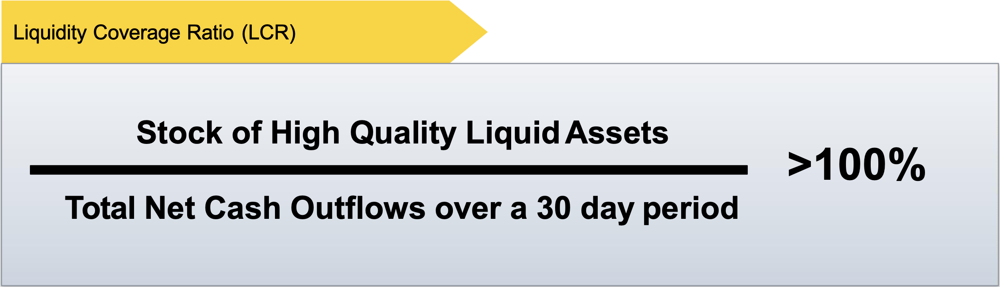 Liquidity Coverage Ratio (LCR)
Stock of High Quality Liquid Assets
>100%
Total Net Cash Outflows over a 30 day period